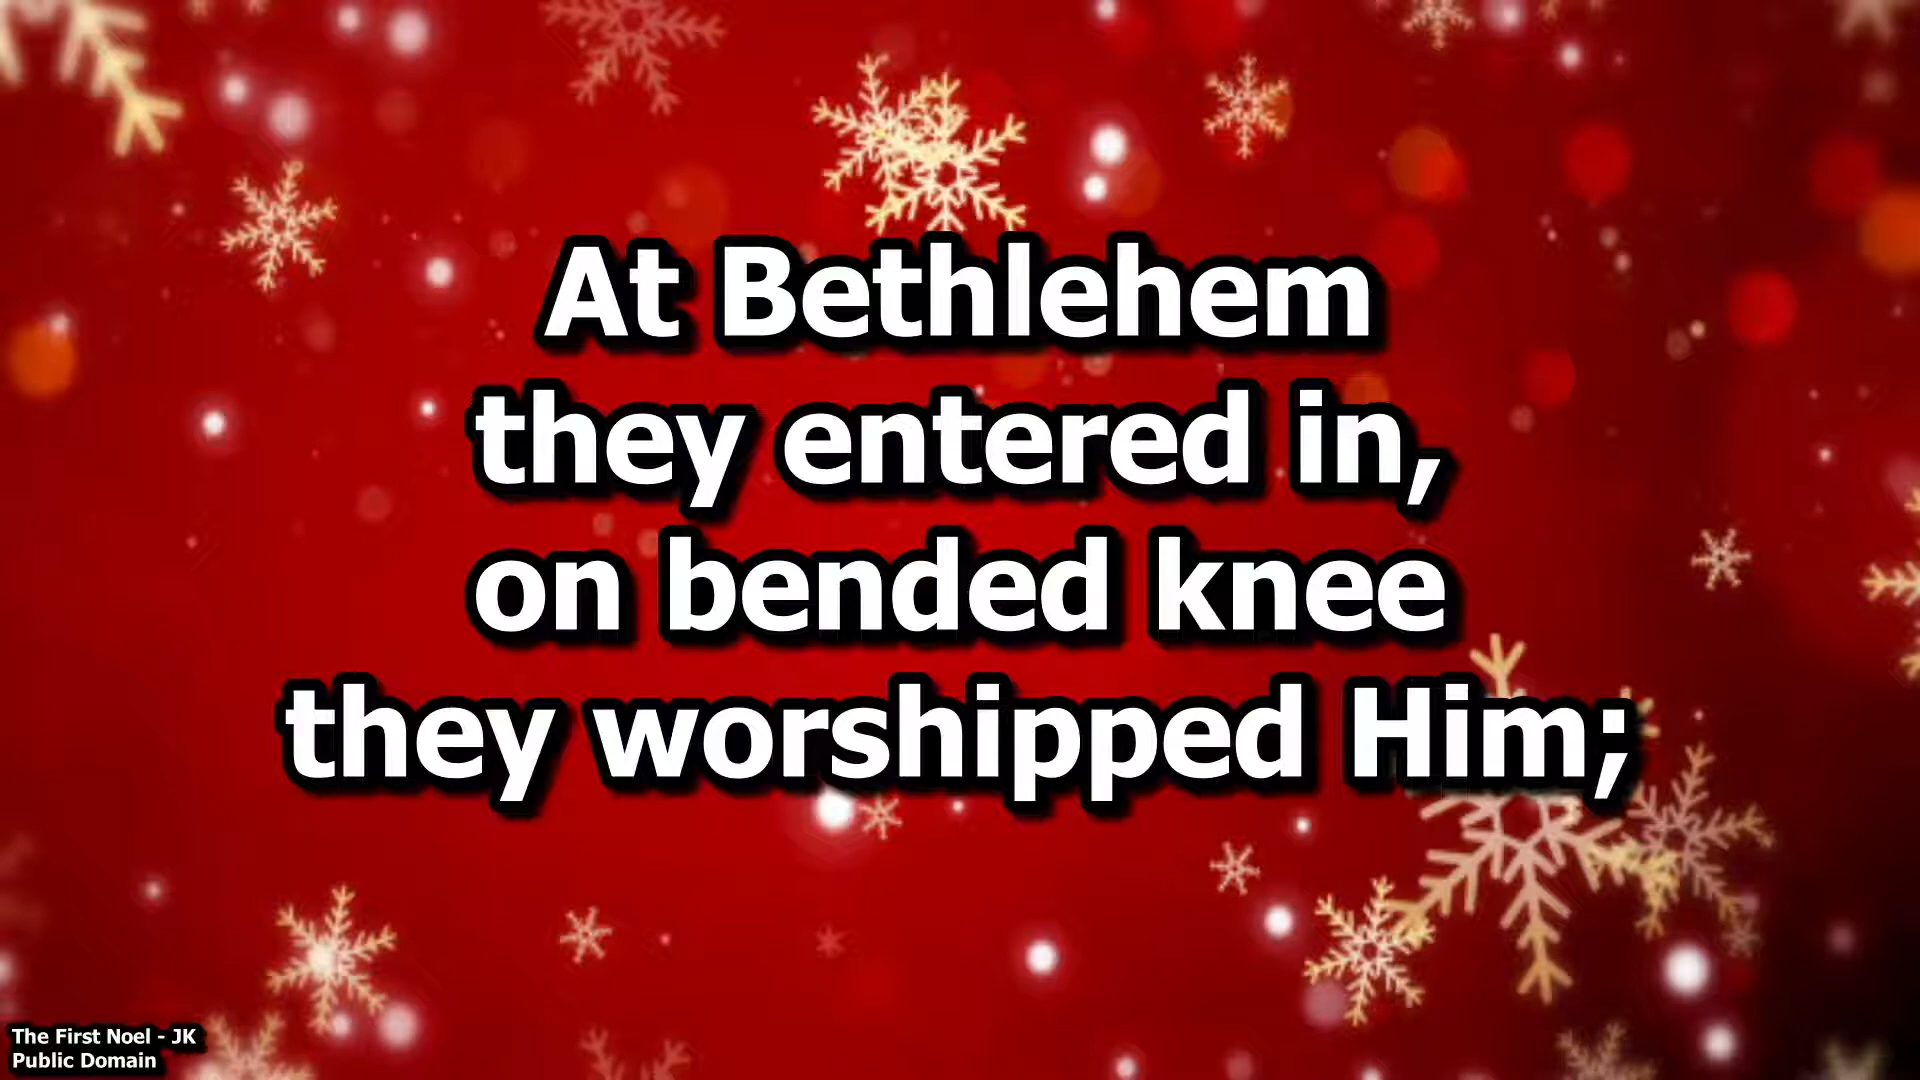 At Bethlehem
they entered in,
on bended knee
they worshipped Him;
The First Noel - JK
Public Domain